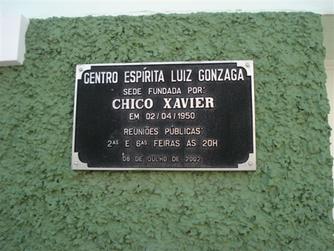 CENTRO ESPÍRITA LUIZ GONZAGA
SEDE FUNDADA POR:
CHICO XAVIER
EM 02/04/1950
REUNIÕES PÚBLICAS:
2ªS E 6ªS FEIRAS ÀS 20H
08 DE JULHO DE 2002